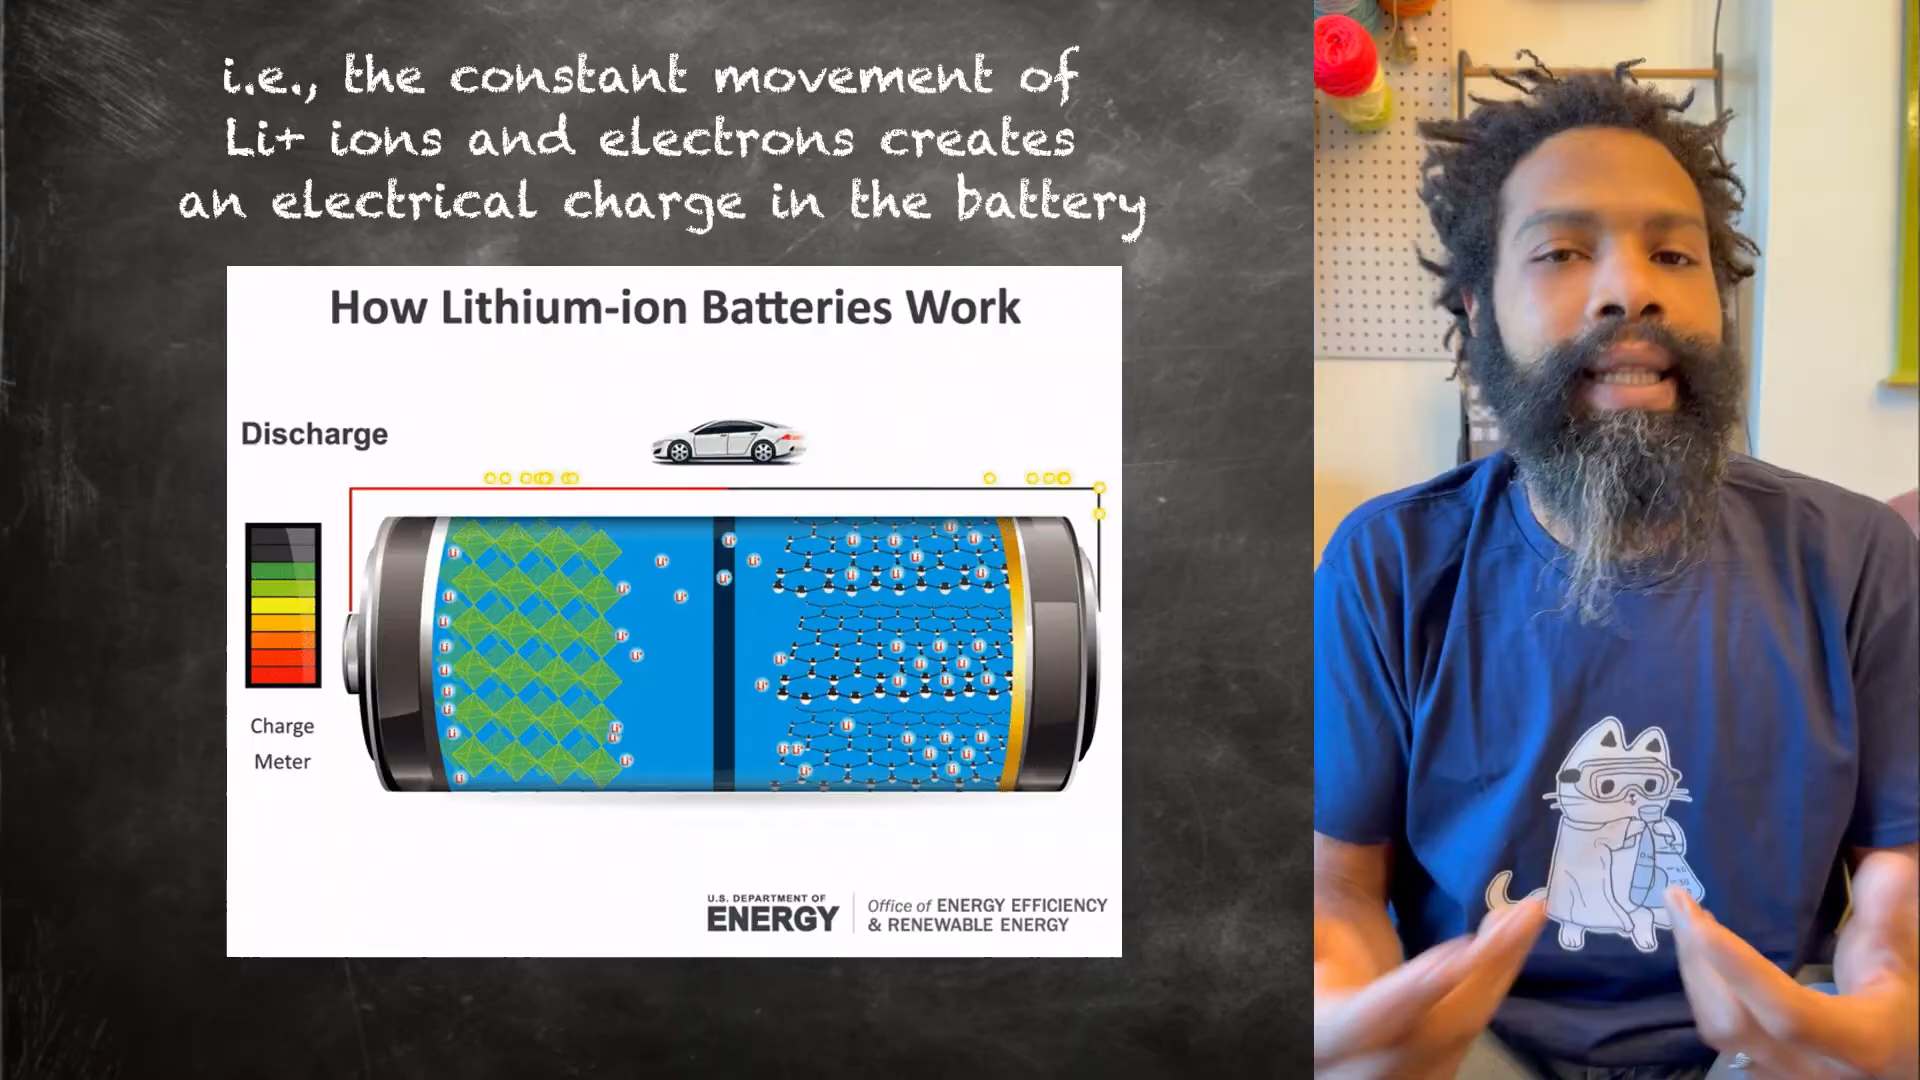 i.e., the constant movement of
Li+ ions and electrons creates
an electrical charge in the battery
How Lithium-ion Batteries Work
Discharge
Charge
Meter
U.S. DEPARTMENT OF
ENERGY
Office of ENERGY EFFICIENCY
& RENEWABLE ENERGY